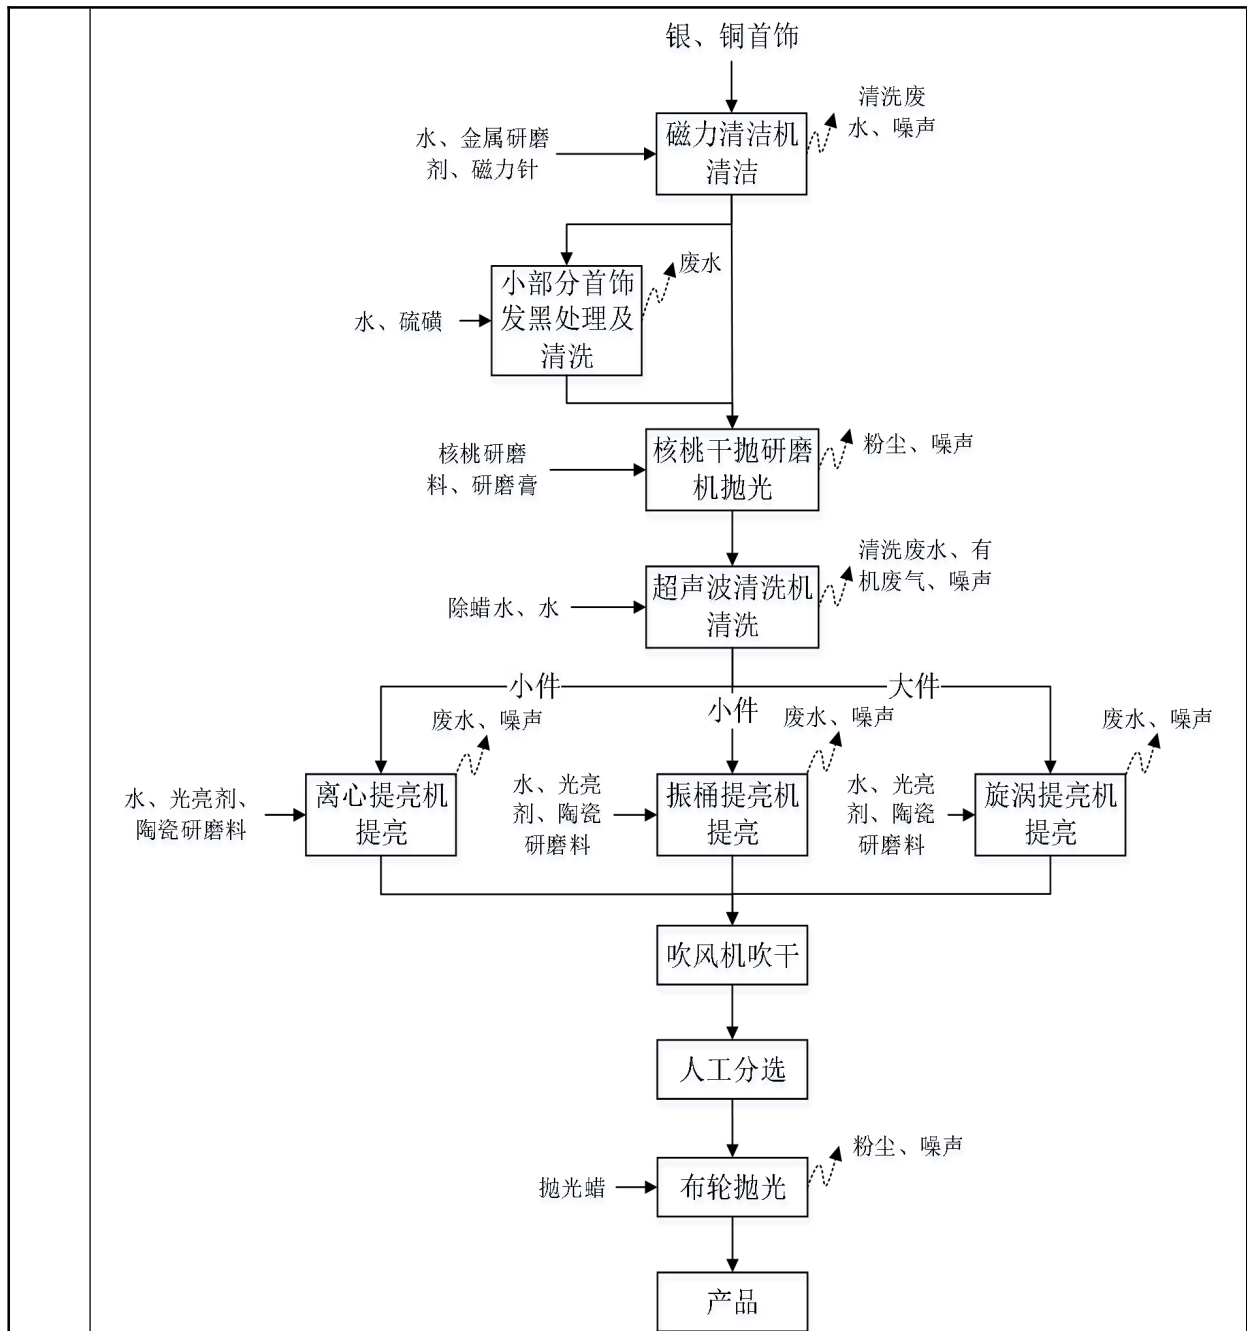 银、铜首饰
清洗废
水、噪声
水、金属研磨
剂、磁力针
磁力清洁机
清洁
废水
水、硫磺
小部分首饰
发黑处理及
清洗
核桃研磨
料、研磨膏
核桃干抛研磨
机抛光
粉尘、噪声
清洗废水、有
机废气、噪声
除蜡水、水
超声波清洗机
清洗
小件
小件
大件
废水、噪声
废水、噪声
废水、噪声
水、光亮剂、
陶瓷研磨料
离心提亮机
提亮
水、光亮
剂、陶瓷
研磨料
振桶提亮机
提亮
水、光亮
剂、陶瓷
研磨料
旋涡提亮机
提亮
吹风机吹干
人工分选
粉尘、噪声
抛光蜡
布轮抛光
产品